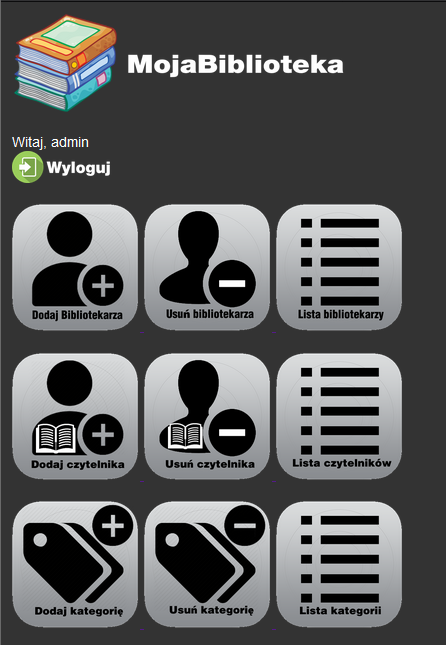 MojaBiblioteka
Witaj, admin
Wyloguj
Dodaj Bibliotekarza
Usuń bibliotekarza
Lista bibliotekarzy
Dodaj czytelnika
Usuń czytelnika
Lista czytelników
Dodaj kategorię
Usuń kategorię
Lista kategorii